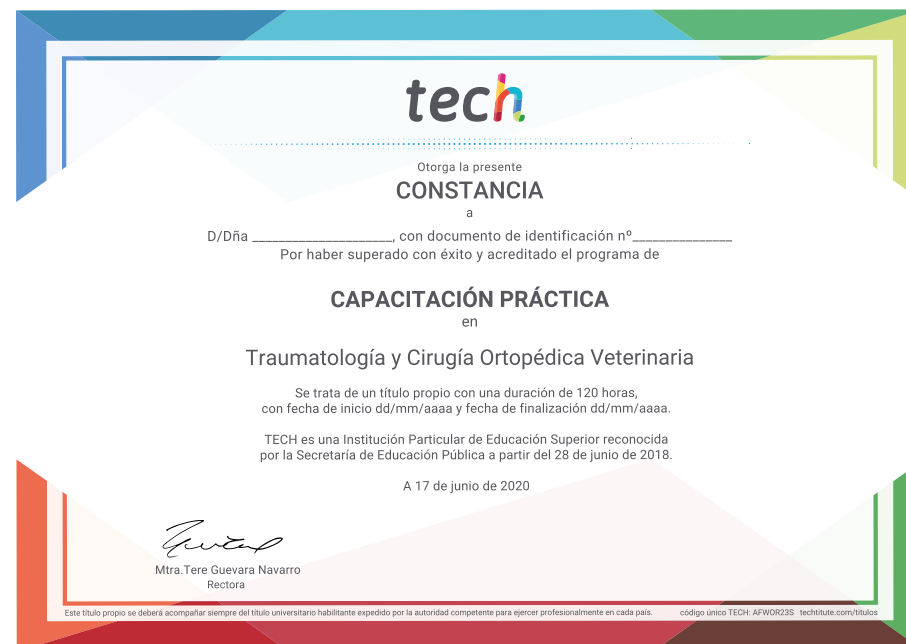 tech
Otorga la presente
CONSTANCIA
a
D/Dña ____________________, con documento de identificación nº______________
Por haber superado con éxito y acreditado el programa de
CAPACITACIÓN PRÁCTICA
en
Traumatología y Cirugía Ortopédica Veterinaria
Se trata de un título propio con una duración de 120 horas,
con fecha de inicio dd/mm/aaaa y fecha de finalización dd/mm/aaaa.
TECH es una Institución Particular de Educación Superior reconocida
por la Secretaría de Educación Pública a partir del 28 de junio de 2018.
A 17 de junio de 2020
Mtra.Tere Guevara Navarro
Rectora
Este título propio se deberá acompañar siempre del título universitario habilitante expedido por la autoridad competente para ejercer profesionalmente en cada país. código único TECH: AFWOR23S techtitute.com/titulos